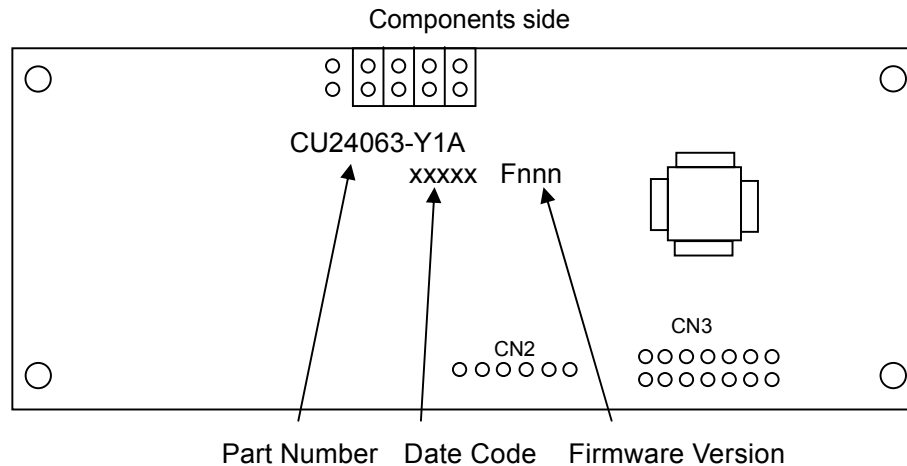 Components side
CU24063-Y1A
xxxxx Fnnn
CN3
CN2
Part Number Date Code Firmware Version